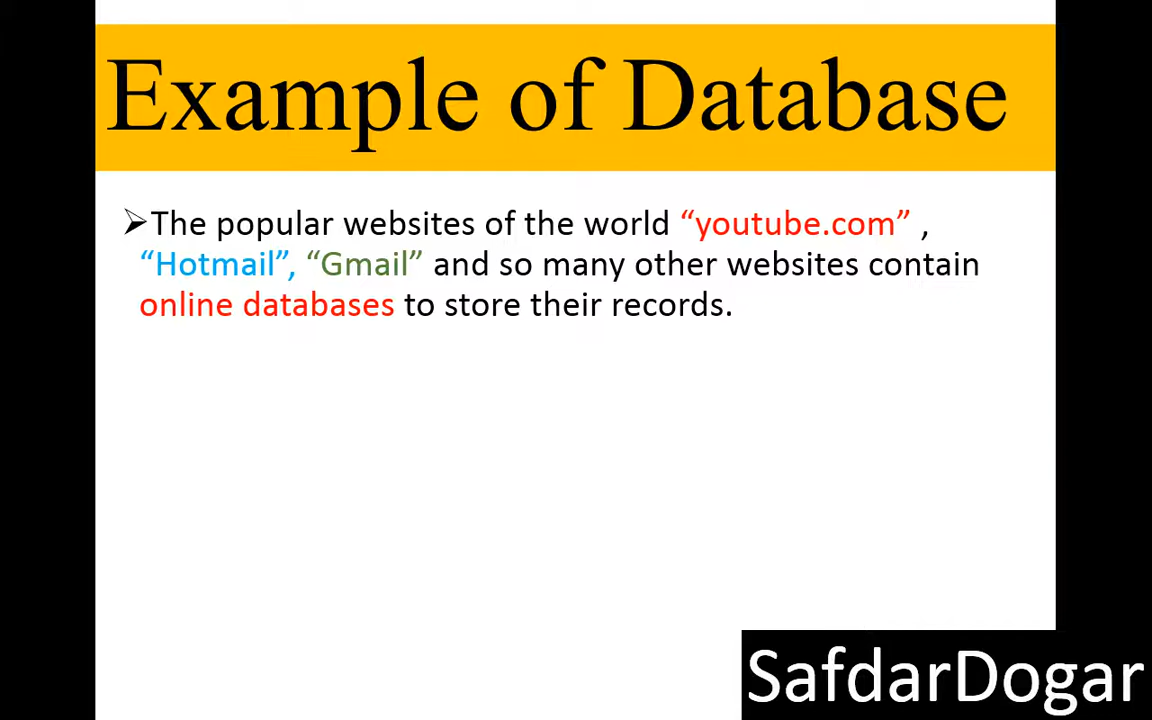 Example of Database
➢The popular websites of the world “youtube.com” ,
“Hotmail”, “Gmail” and so many other websites contain
online databases to store their records.
SafdarDogar